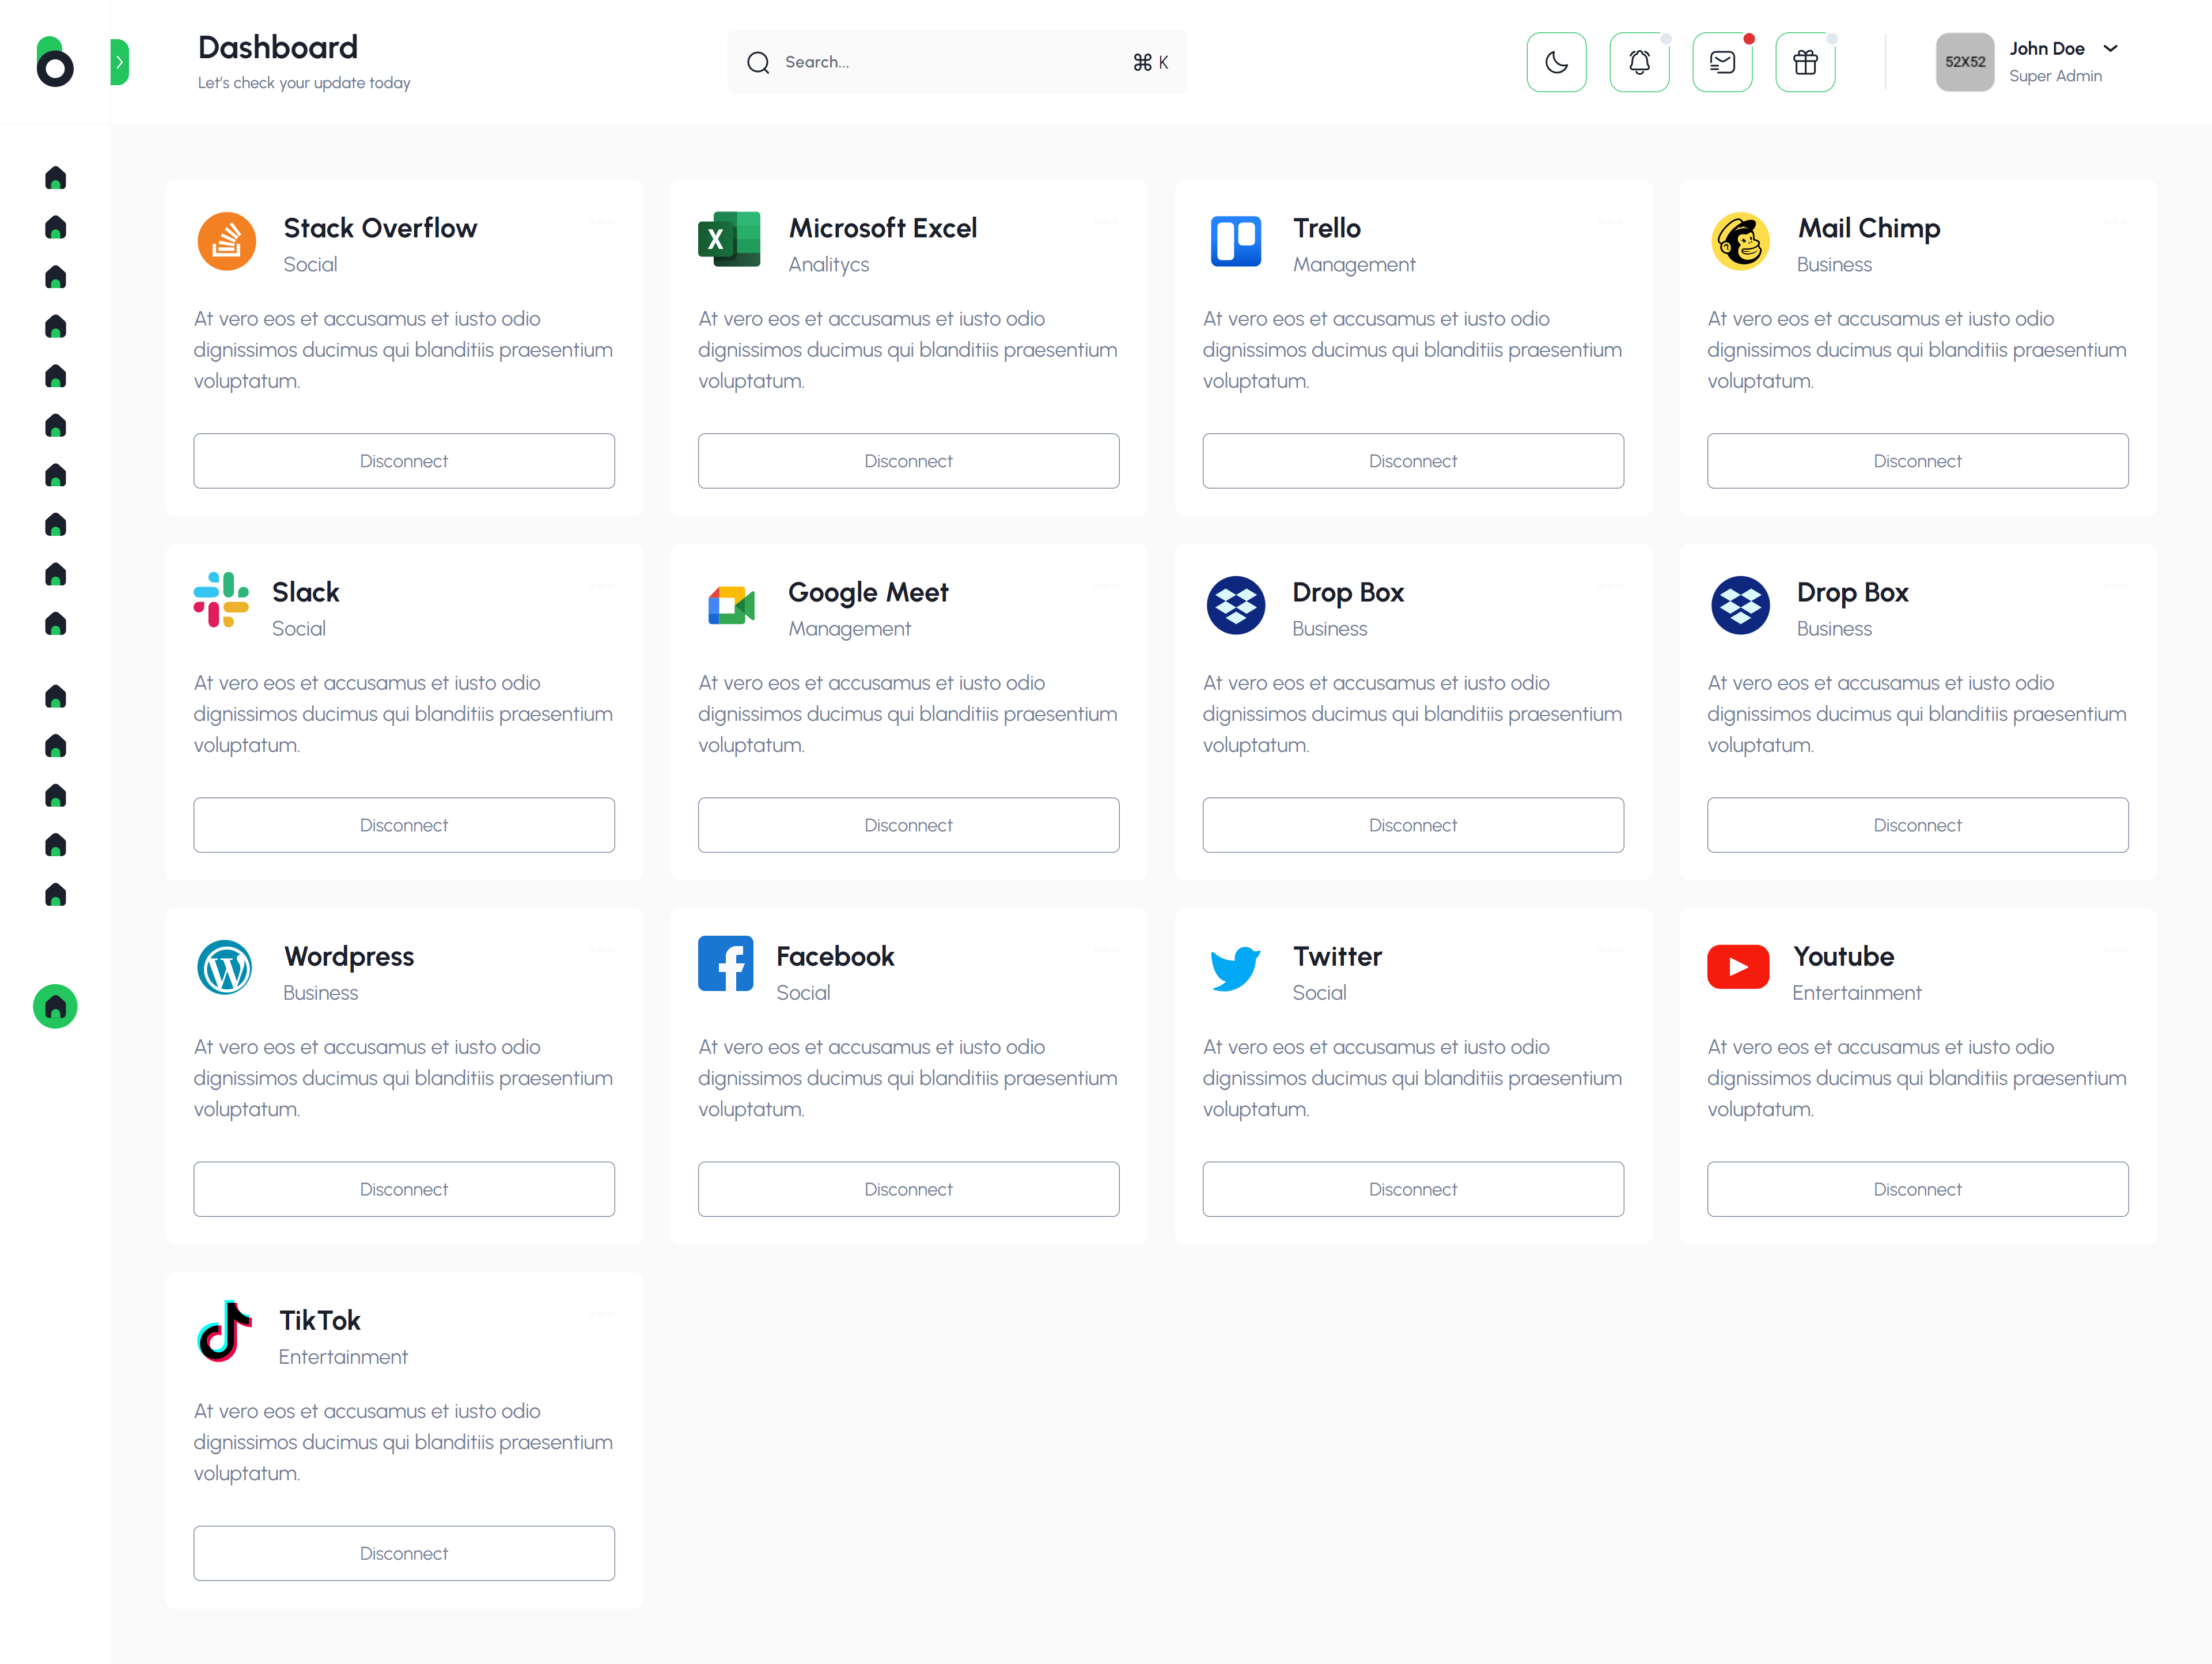 Dashboard
Let's check your update today
Search...
⌘ K
52X52
John Doe
Super Admin
Stack Overflow
Social
At vero eos et accusamus et iusto odio
dignissimos ducimus qui blanditiis praesentium
voluptatum.
Disconnect
Microsoft Excel
Analitycs
At vero eos et accusamus et iusto odio
dignissimos ducimus qui blanditiis praesentium
voluptatum.
Disconnect
Trello
Management
At vero eos et accusamus et iusto odio
dignissimos ducimus qui blanditiis praesentium
voluptatum.
Disconnect
Mail Chimp
Business
At vero eos et accusamus et iusto odio
dignissimos ducimus qui blanditiis praesentium
voluptatum.
Disconnect
Slack
Social
At vero eos et accusamus et iusto odio
dignissimos ducimus qui blanditiis praesentium
voluptatum.
Disconnect
Google Meet
Management
At vero eos et accusamus et iusto odio
dignissimos ducimus qui blanditiis praesentium
voluptatum.
Disconnect
Drop Box
Business
At vero eos et accusamus et iusto odio
dignissimos ducimus qui blanditiis praesentium
voluptatum.
Disconnect
Drop Box
Business
At vero eos et accusamus et iusto odio
dignissimos ducimus qui blanditiis praesentium
voluptatum.
Disconnect
Wordpress
Business
At vero eos et accusamus et iusto odio
dignissimos ducimus qui blanditiis praesentium
voluptatum.
Disconnect
Facebook
Social
At vero eos et accusamus et iusto odio
dignissimos ducimus qui blanditiis praesentium
voluptatum.
Disconnect
Twitter
Social
At vero eos et accusamus et iusto odio
dignissimos ducimus qui blanditiis praesentium
voluptatum.
Disconnect
Youtube
Entertainment
At vero eos et accusamus et iusto odio
dignissimos ducimus qui blanditiis praesentium
voluptatum.
Disconnect
TikTok
Entertainment
At vero eos et accusamus et iusto odio
dignissimos ducimus qui blanditiis praesentium
voluptatum.
Disconnect